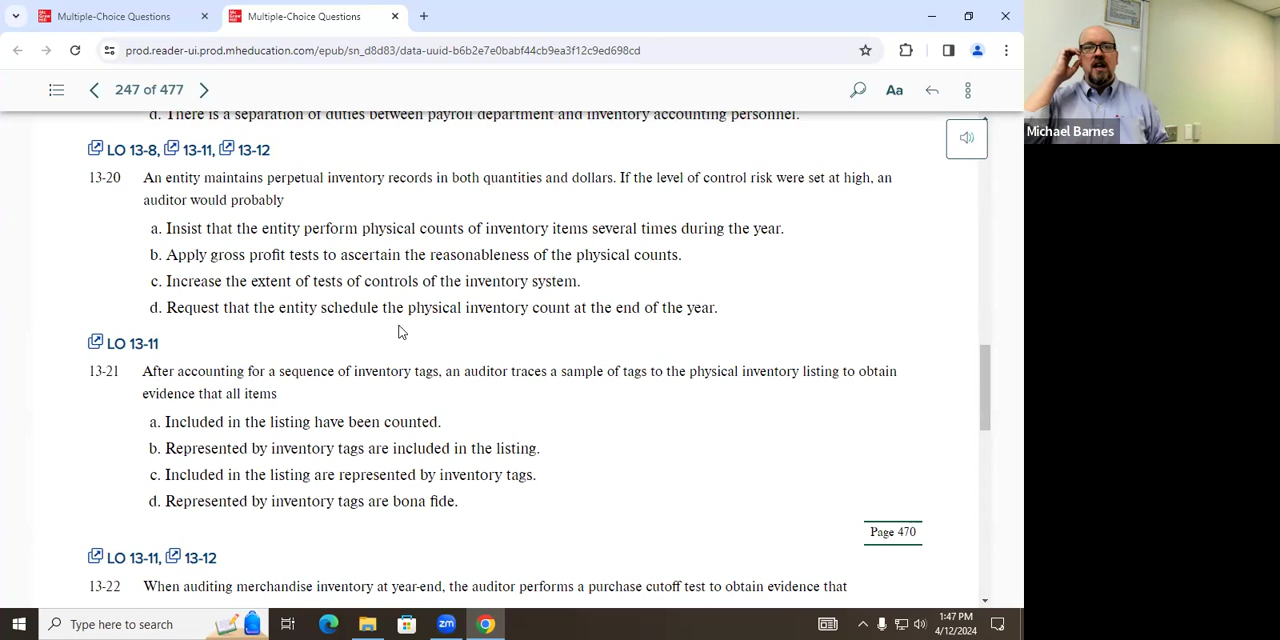 Multiple-Choice Questions
Multiple-Choice Questions
prod.reader-ui.prod.mheducation.com/epub/sn_d8d83/data-uuid-b6b2e7e0babf44cb9ea3f12c9ed698cd
247 of 477
Aa
d. There is a separation of duties between payroll department and inventory accounting personnel.
LO 13-8, 13-11, 13-12
13-20 An entity maintains perpetual inventory records in both quantities and dollars. If the level of control risk were set at high, an
auditor would probably
a. Insist that the entity perform physical counts of inventory items several times during the year.
b. Apply gross profit tests to ascertain the reasonableness of the physical counts.
c. Increase the extent of tests of controls of the inventory system.
d. Request that the entity schedule the physical inventory count at the end of the year.
LO 13-11
13-21 After accounting for a sequence of inventory tags, an auditor traces a sample of tags to the physical inventory listing to obtain
evidence that all items
a. Included in the listing have been counted.
b. Represented by inventory tags are included in the listing.
c. Included in the listing are represented by inventory tags.
d. Represented by inventory tags are bona fide.
Page 470
LO 13-11, 13-12
13-22 When auditing merchandise inventory at year-end, the auditor performs a purchase cutoff test to obtain evidence that
Michael Barnes
Type here to search
zm
1:47 PM
4/12/2024